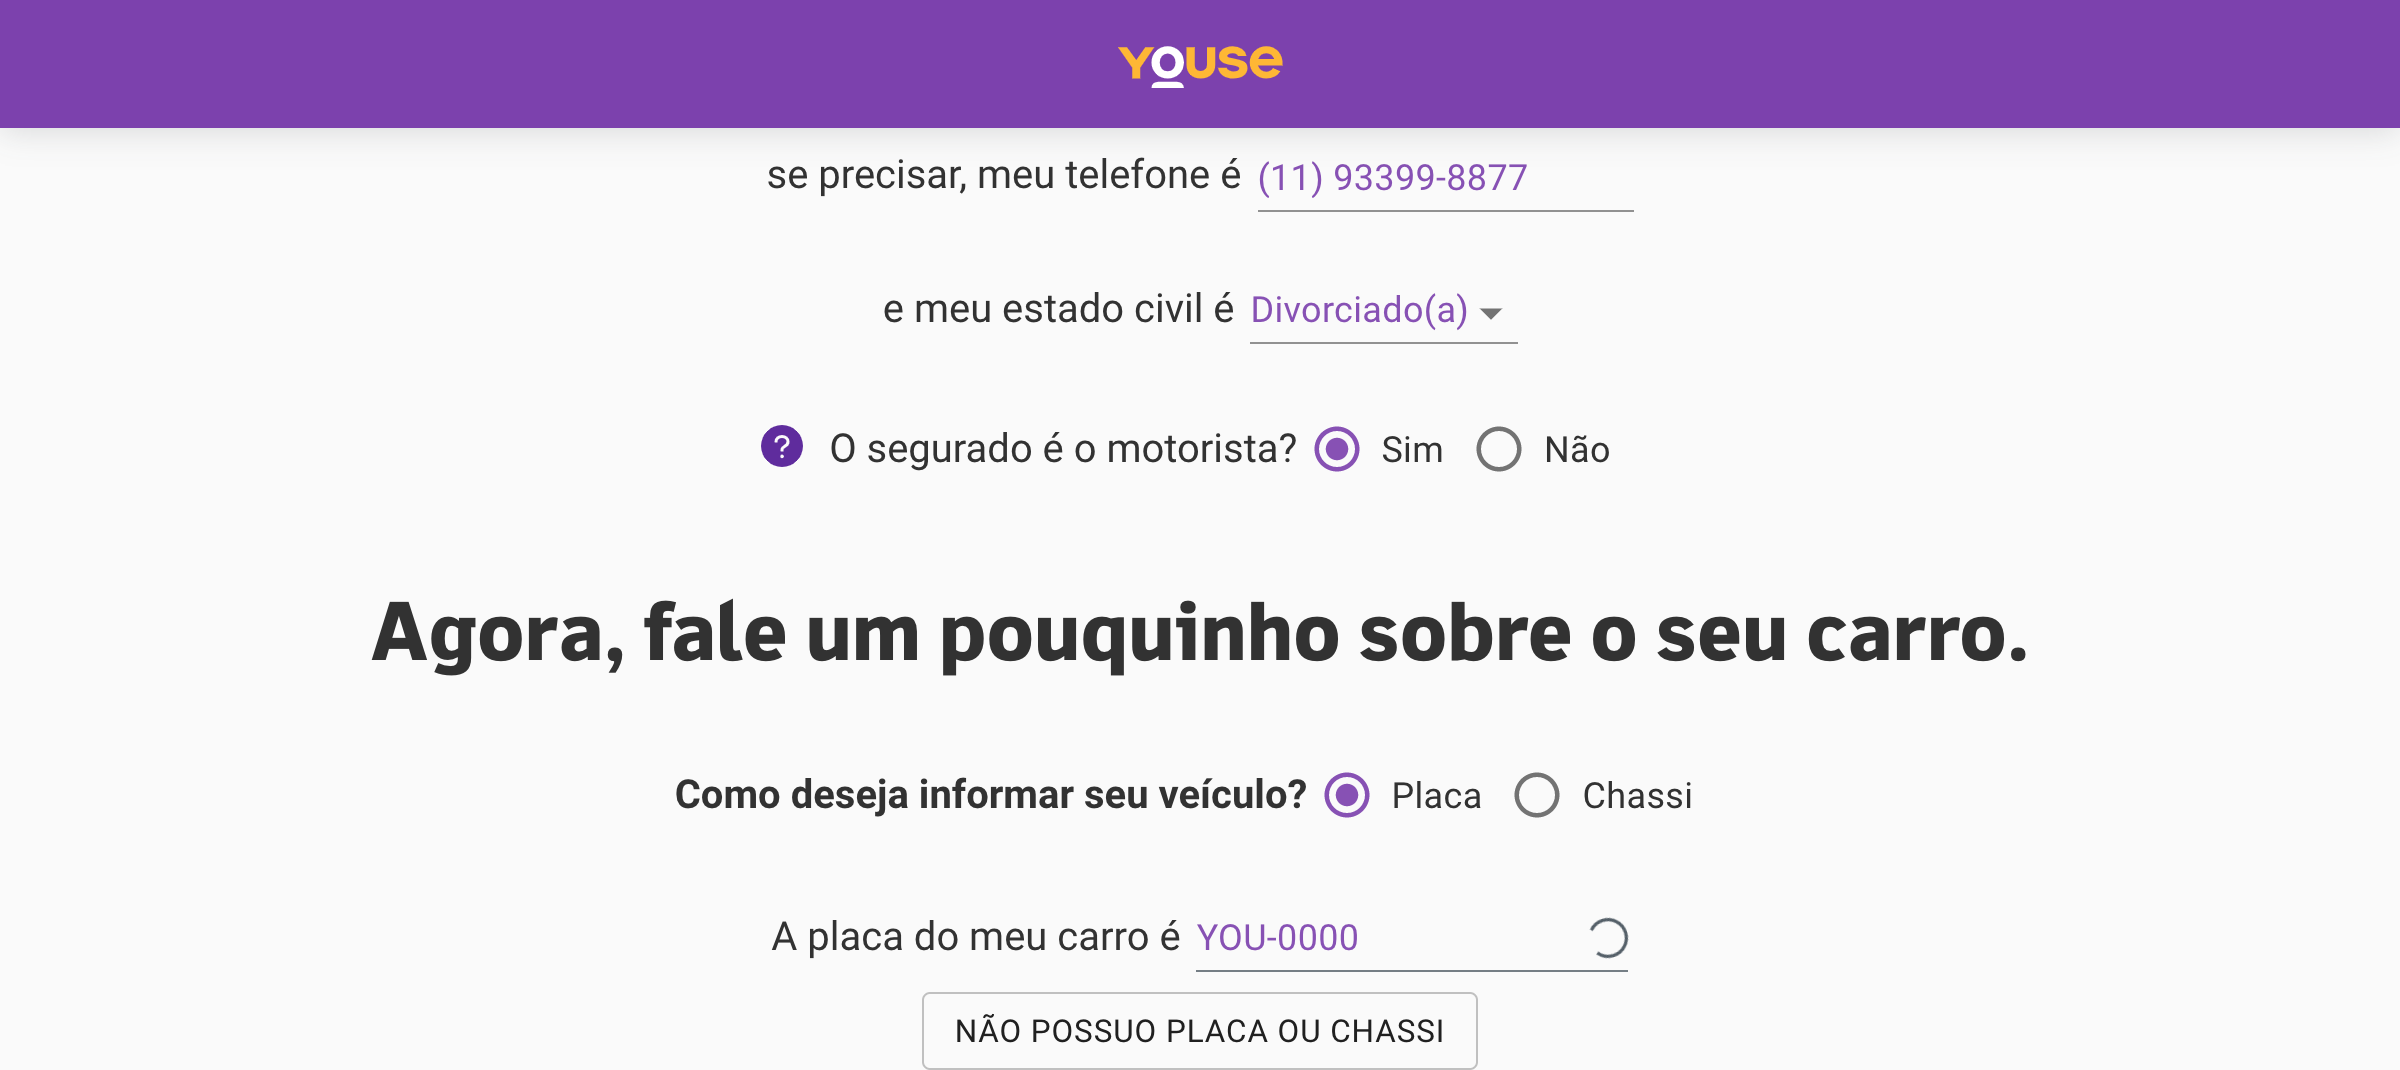 YOUSE
se precisar, meu telefone é (11) 93399-8877
e meu estado civil é Divorciado(a)
? O segurado é o motorista? Sim Não
Agora, fale um pouquinho sobre o seu carro.
Como deseja informar seu veículo? Placa Chassi
A placa do meu carro é YOU-0000
NÃO POSSUO PLACA OU CHASSI